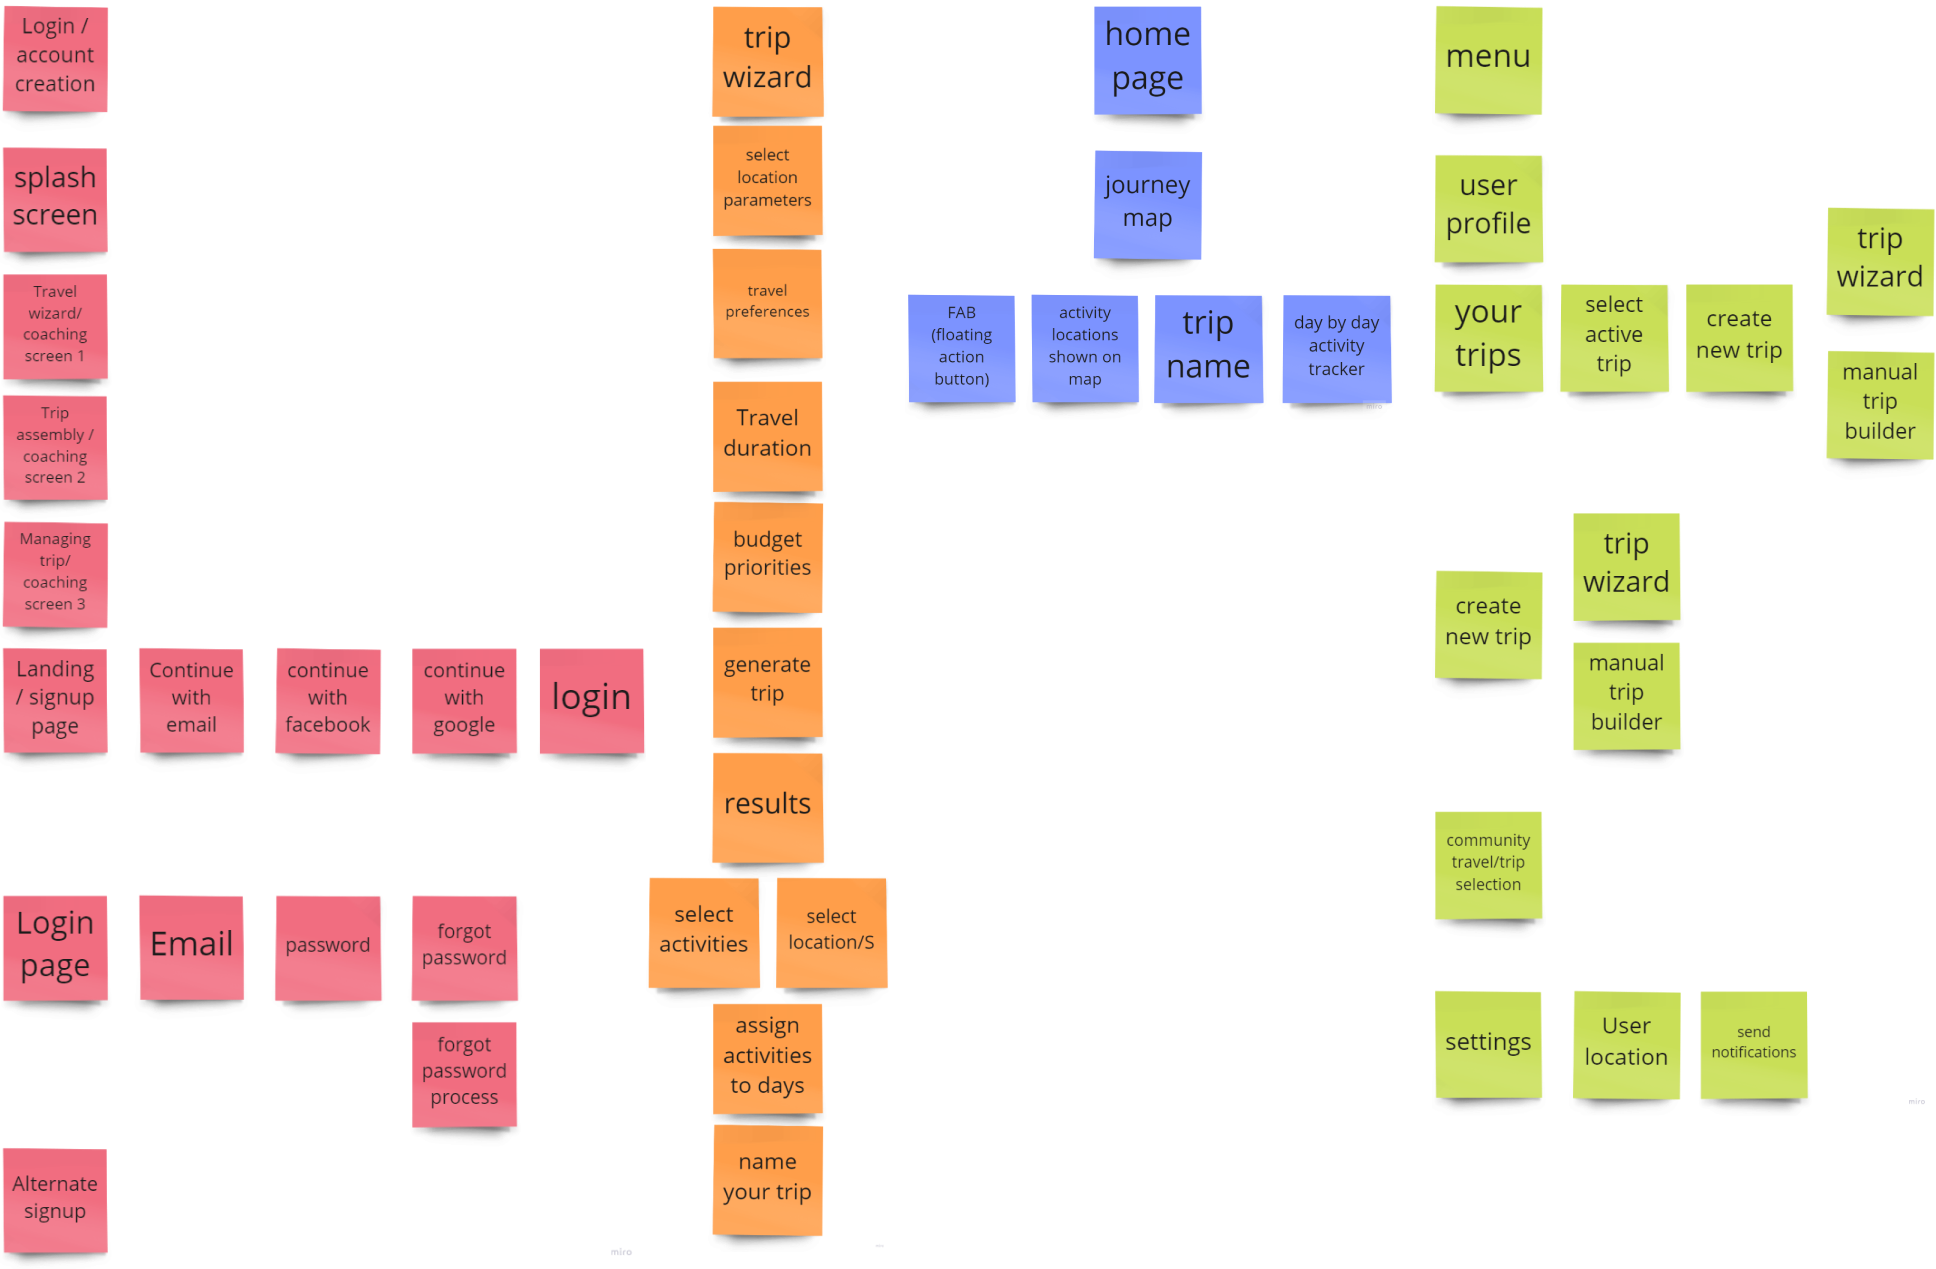 Login /
account
creation
splash
screen
Travel
wizard/
coaching
screen 1
Trip
assembly /
coaching
screen 2
Managing
trip/
coaching
screen 3
Landing
/ signup
page
Continue
with
email
continue
with
facebook
continue
with
google
login
Login
page
Email
password
forgot
password
forgot
password
process
Alternate
signup
miro
trip
wizard
select
location
parameters
travel
preferences
Travel
duration
budget
priorities
generate
trip
results
select
activities
select
location/S
assign
activities
to days
name
your trip
miro
home
page
journey
map
FAB
(floating
action
button)
activity
locations
shown on
map
trip
name
day by day
activity
tracker
miro
menu
user
profile
your
trips
select
active
trip
create
new trip
trip
wizard
manual
trip
builder
create
new trip
trip
wizard
manual
trip
builder
community
travel/trip
selection
settings
User
location
send
notifications
miro